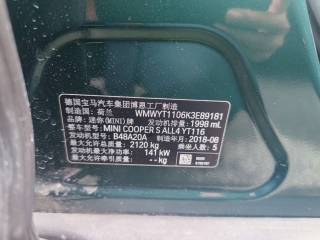 德国宝马汽车集团博恩工厂制造
制造国：荷兰 WMWYT1106K3E89181
品牌：迷你(MINI)牌 发动机排量：1998 mL
整车型号：MINI COOPER S ALL4 YT116
发动机型号：B48A20A 制造年月：2018-08
最大允许总质量：2120 kg 乘坐人数：5
发动机最大净功率：141 kW
最大允许牵引质量：-- kg